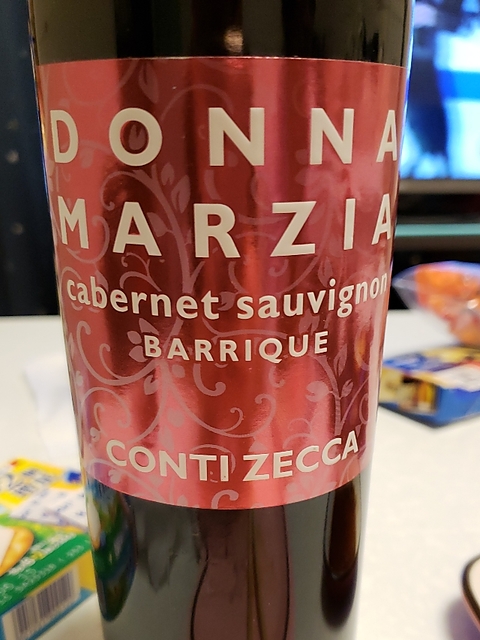 DONNA
MARZIA
cabernet sauvignon
BARRIQUE
CONTI ZECCA